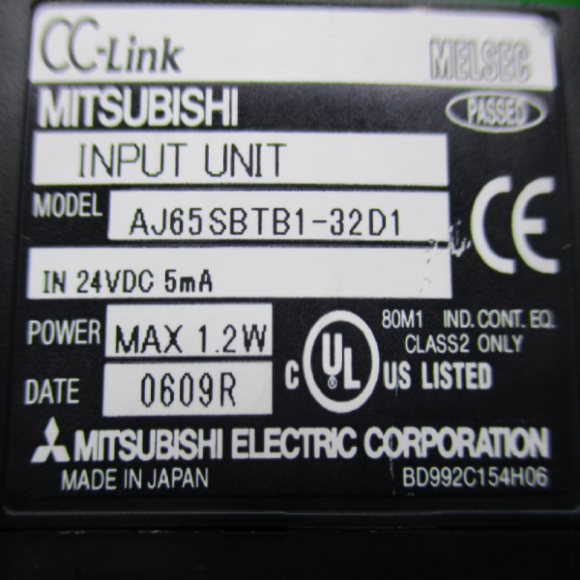 CC-Link MELSEC
MITSUBISHI PASSED
INPUT UNIT
MODEL AJ65SBTB1-32D1
CE
IN 24VDC 5mA
POWER MAX 1.2W
80M1 IND. CONT. EQ.
CLASS2 ONLY
DATE 0609R
C UL ® US LISTED
MITSUBISHI ELECTRIC CORPORATION
MADE IN JAPAN BD992C154H06